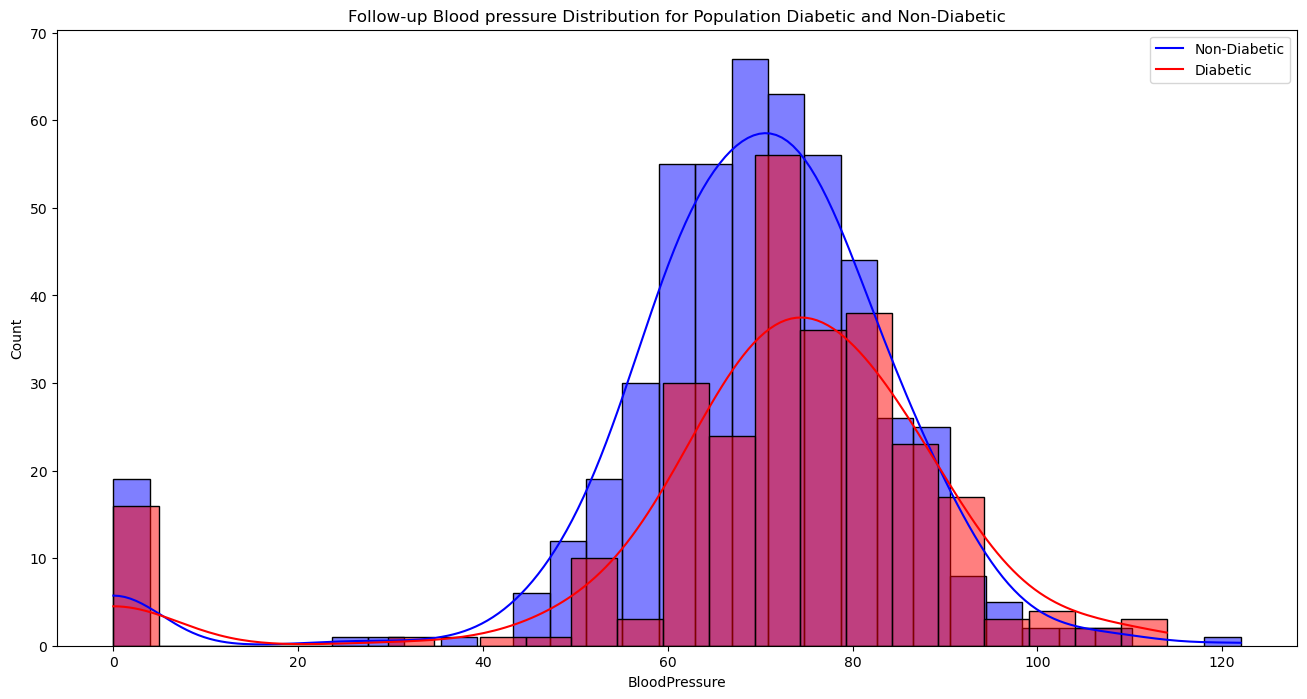 Follow-up Blood pressure Distribution for Population Diabetic and Non-Diabetic
Non-Diabetic
Diabetic
70
60
50
40
30
20
10
0
Count
0 20 40 60 80 100 120
BloodPressure